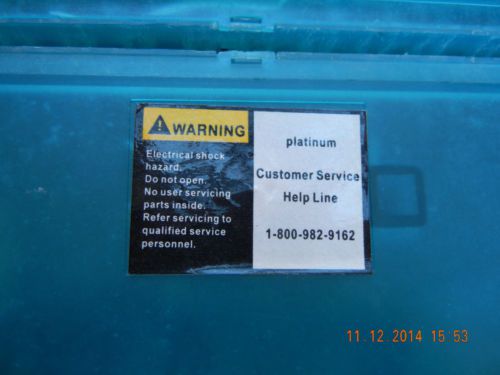 WARNING
Electrical shock
hazard.
Do not open.
No user servicing
parts inside.
Refer servicing to
qualified service
personnel.
platinum
Customer Service
Help Line
1-800-982-9162
11.12.2014 15:53